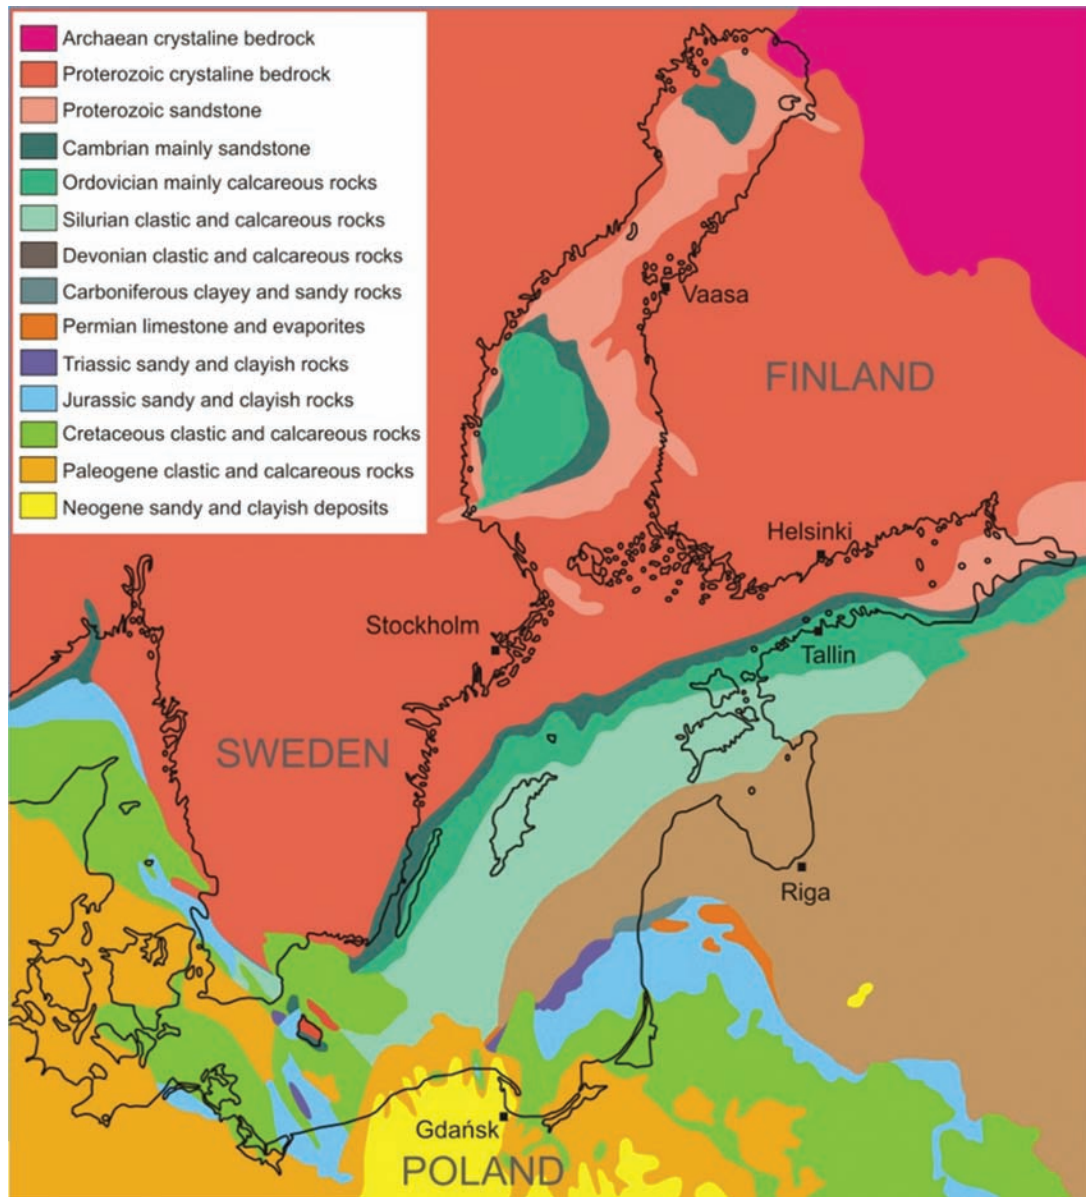 Archaean crystaline bedrock
Proterozoic crystaline bedrock
Proterozoic sandstone
Cambrian mainly sandstone
Ordovician mainly calcareous rocks
Silurian clastic and calcareous rocks
Devonian clastic and calcareous rocks
Carboniferous clayey and sandy rocks
Permian limestone and evaporites
Triassic sandy and clayish rocks
Jurassic sandy and clayish rocks
Cretaceous clastic and calcareous rocks
Paleogene clastic and calcareous rocks
Neogene sandy and clayish deposits
Vaasa
FINLAND
Helsinki
Stockholm
Tallin
SWEDEN
Riga
Gdańsk
POLAND